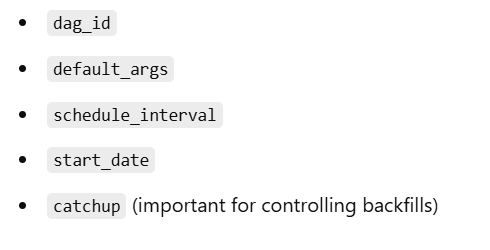 • dag_id
• default_args
• schedule_interval
• start_date
• catchup (important for controlling backfills)